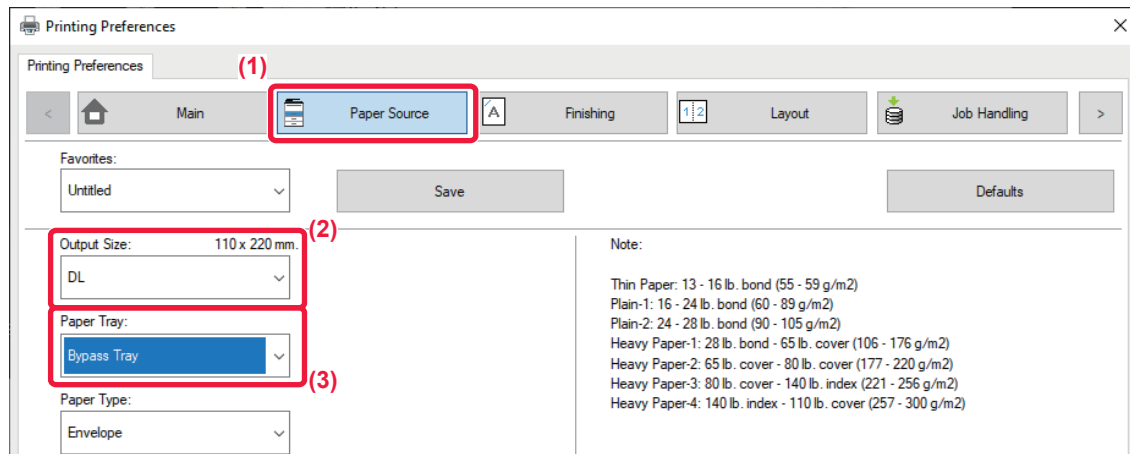 Printing Preferences
Printing Preferences
(1)
< Main Paper Source A Finishing 1 2 Layout Job Handling >
Favorites:
Untitled Save Defaults
(2)
Output Size: 110 x 220 mm.
DL
Paper Tray:
Bypass Tray
(3)
Paper Type:
Envelope
Note:
Thin Paper: 13 - 16 lb. bond (55 - 59 g/m2)
Plain-1: 16 - 24 lb. bond (60 - 89 g/m2)
Plain-2: 24 - 28 lb. bond (90 - 105 g/m2)
Heavy Paper-1: 28 lb. bond - 65 lb. cover (106 - 176 g/m2)
Heavy Paper-2: 65 lb. cover - 80 lb. cover (177 - 220 g/m2)
Heavy Paper-3: 80 lb. cover - 140 lb. index (221 - 256 g/m2)
Heavy Paper-4: 140 lb. index - 110 lb. cover (257 - 300 g/m2)